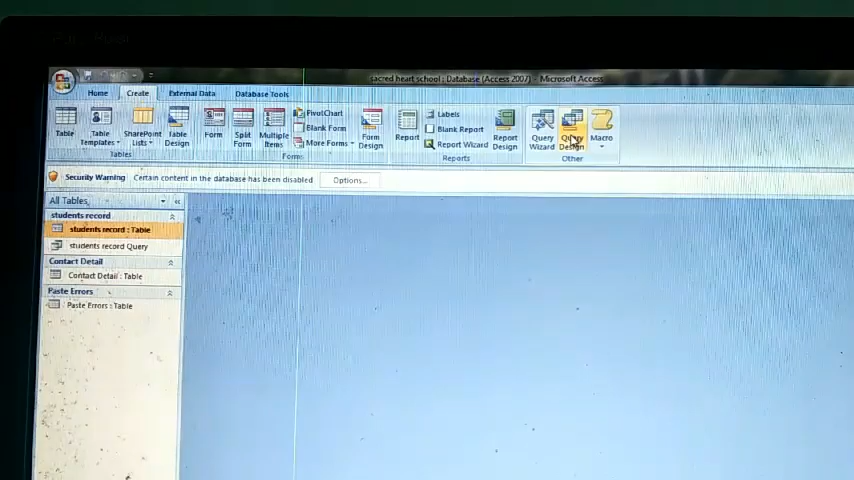 sacred heart school : Database (Access 2007) - Microsoft Access
Home Create External Data Database Tools
Table Table Templates SharePoint Lists Table Design
Form Split Form Multiple Items PivotChart Blank Form More Forms Form Design
Report Labels Blank Report Report Wizard Report Design
Query Wizard Query Design Macro
Tables Forms Reports Other
Security Warning Certain content in the database has been disabled Options...
All Tables
students record
students record : Table
students record Query
Contact Detail
Contact Detail : Table
Paste Errors
Paste Errors : Table